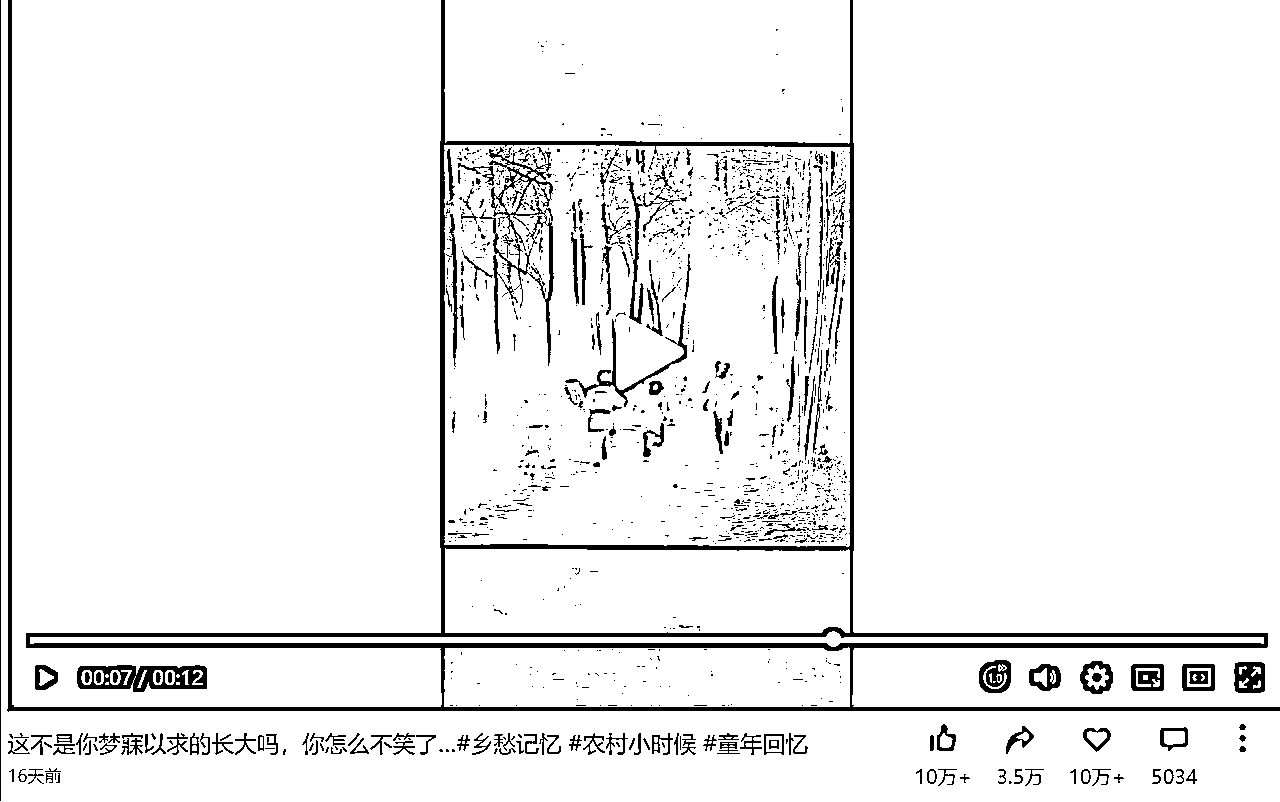 00:07 / 00:12
1.0
这不是你梦寐以求的长大吗，你怎么不笑了...#乡愁记忆 #农村小时候 #童年回忆
16天前
10万+ 3.5万 10万+ 5034